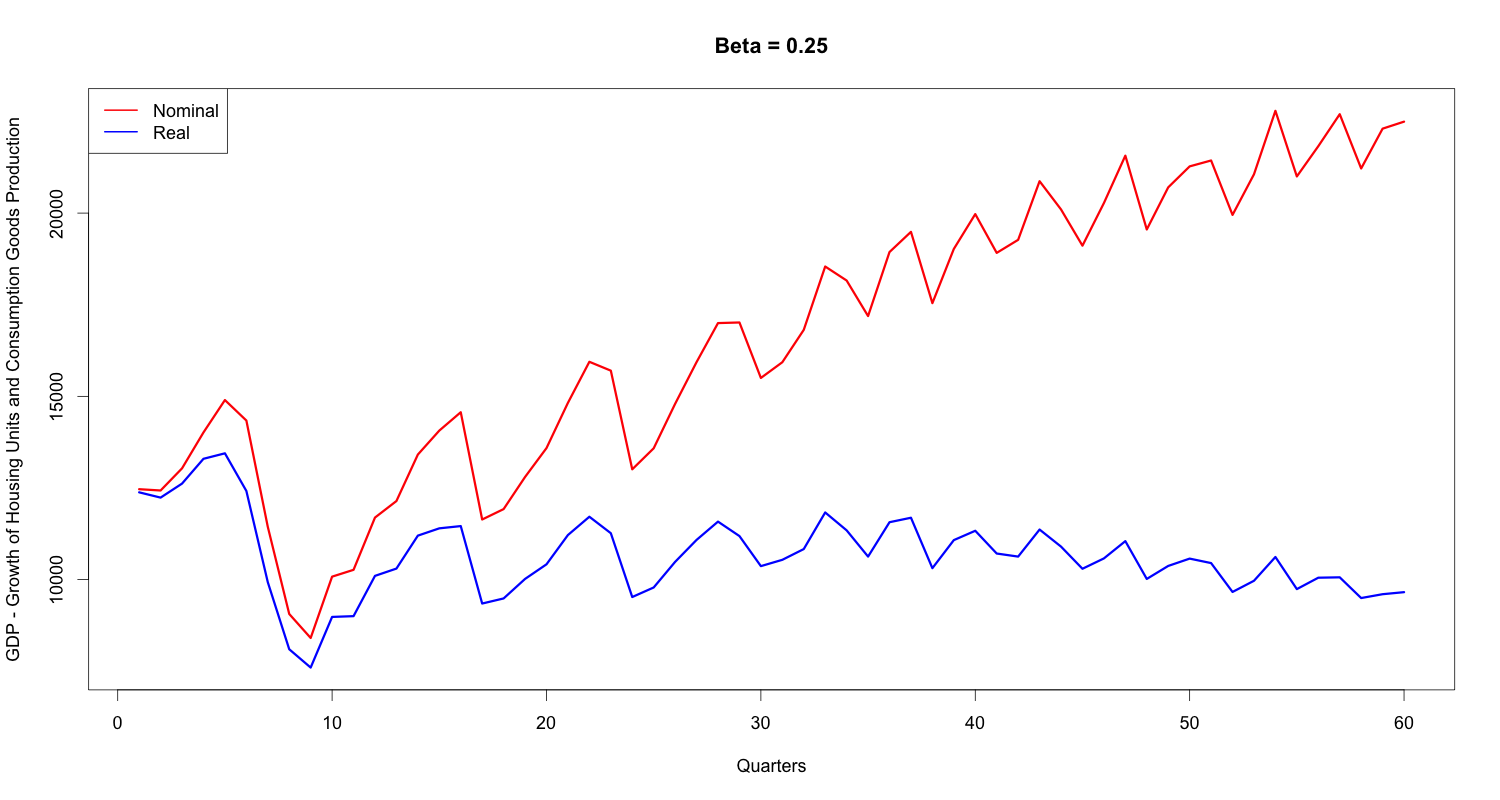 Beta = 0.25
Nominal
Real
GDP - Growth of Housing Units and Consumption Goods Production
20000
15000
10000
0 10 20 30 40 50 60
Quarters